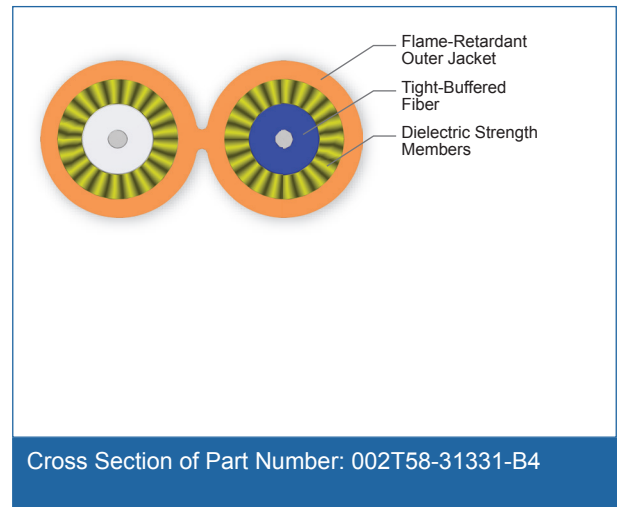 Flame-Retardant
Outer Jacket
Tight-Buffered
Fiber
Dielectric Strength
Members
Cross Section of Part Number: 002T58-31331-B4